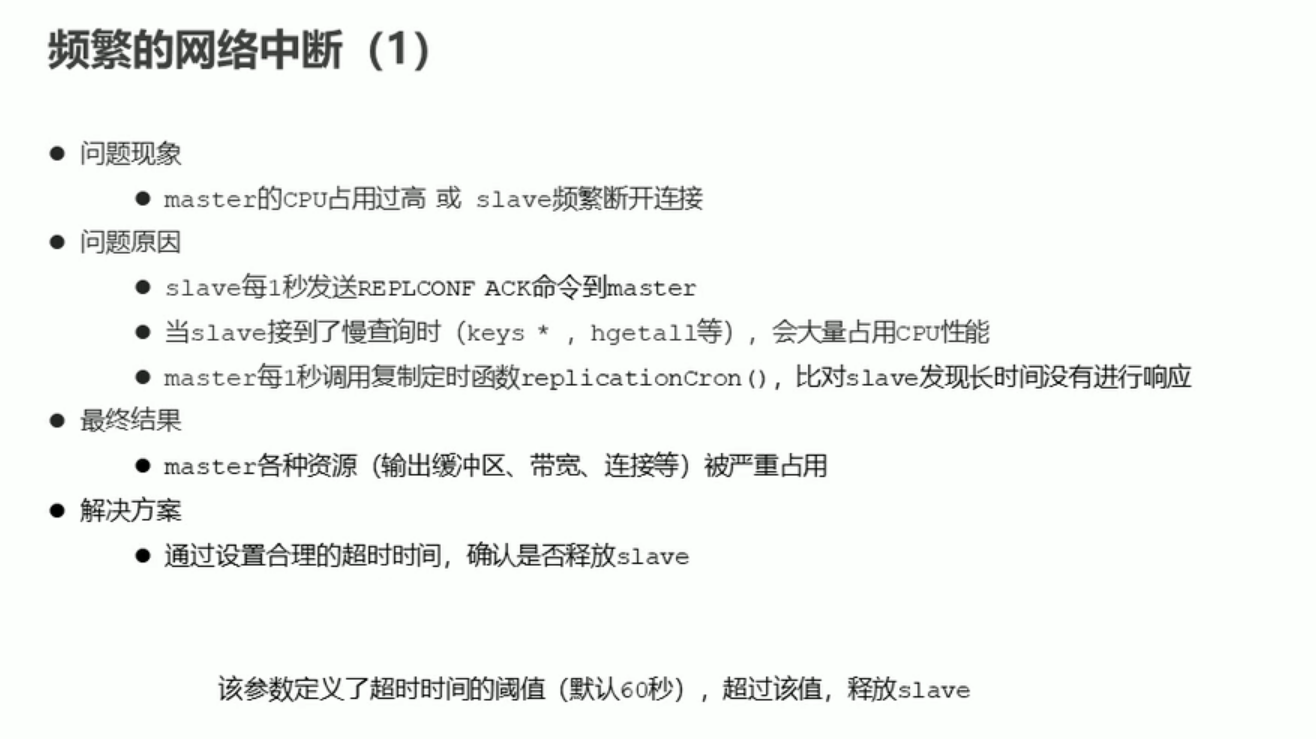 频繁的网络中断（1）
● 问题现象
● master的CPU占用过高 或 slave频繁断开连接
● 问题原因
● slave每1秒发送REPLCONF ACK命令到master
● 当slave接到了慢查询时（keys * ，hgetall等），会大量占用CPU性能
● master每1秒调用复制定时函数replicationCron()，比对slave发现长时间没有进行响应
● 最终结果
● master各种资源（输出缓冲区、带宽、连接等）被严重占用
● 解决方案
● 通过设置合理的超时时间，确认是否释放slave
该参数定义了超时时间的阈值（默认60秒），超过该值，释放slave